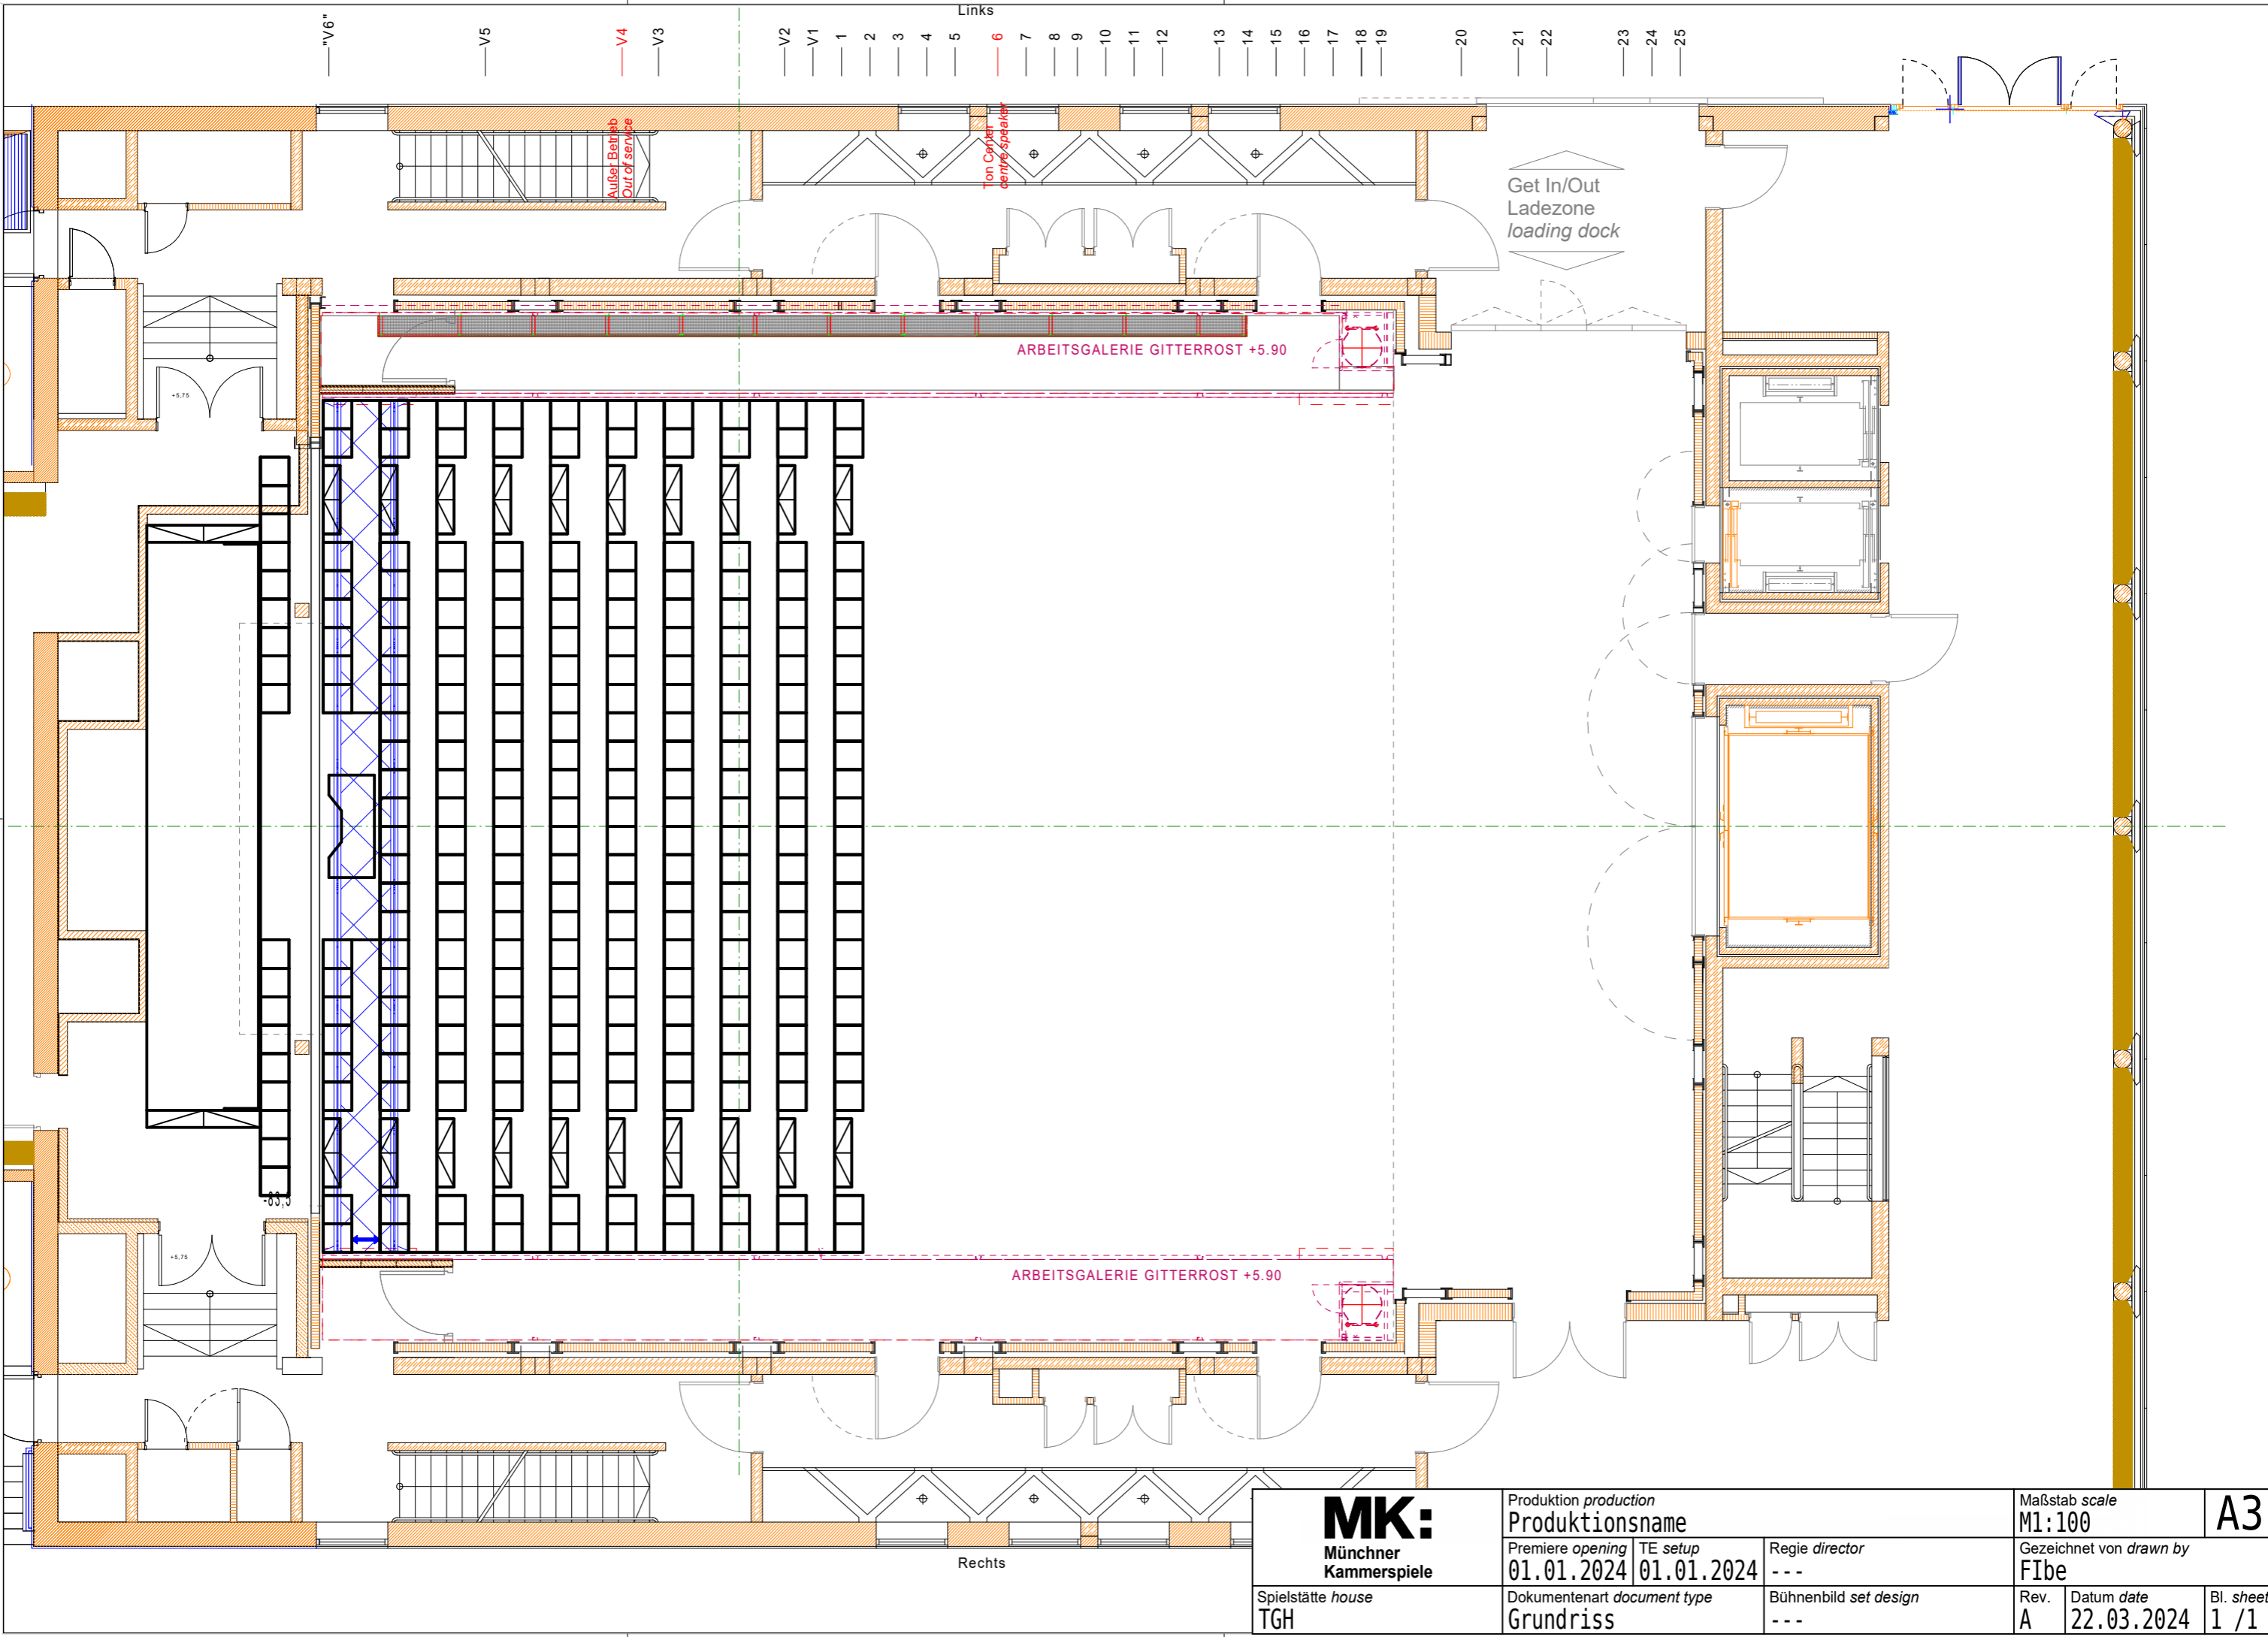 Links
"V6"
V5
V4
V3
V2
V1
1
2
3
4
5
6
7
8
9
10
11
12
13
14
15
16
17
18
19
20
21
22
23
24
25
Außer Betrieb
Out of service
Ton Center
centre speaker
Get In/Out
Ladezone
loading dock
ARBEITSGALERIE GITTERROST +5.90
+5,75
-83,5
+5,75
ARBEITSGALERIE GITTERROST +5.90
Rechts
MK:
Münchner
Kammerspiele
Spielstätte house
TGH
Produktion production
Produktionsname
Premiere opening
01.01.2024
TE setup
01.01.2024
Regie director
---
Dokumentenart document type
Grundriss
Bühnenbild set design
---
Maßstab scale
M1:100
A3
Gezeichnet von drawn by
FIbe
Rev.
A
Datum date
22.03.2024
Bl. sheet
1 /1